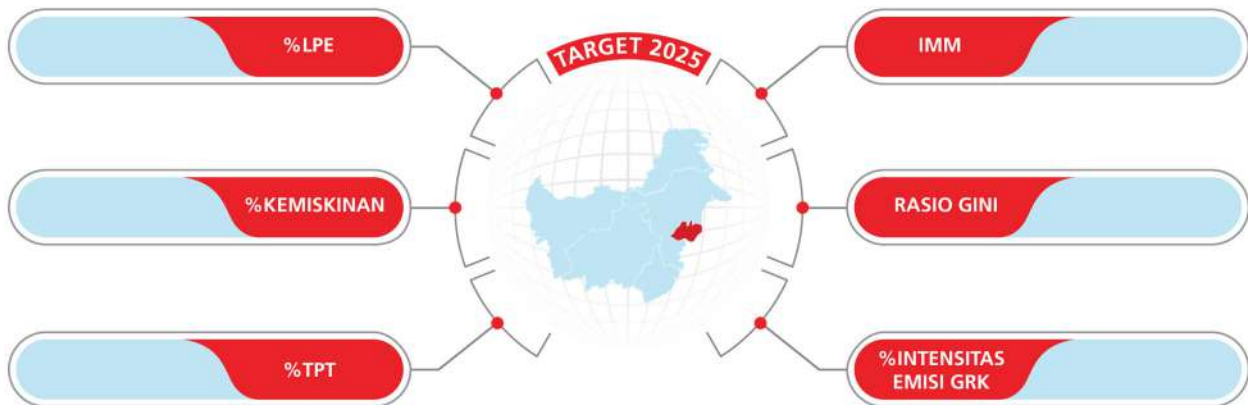 TARGET 2025
%LPE
IMM
%KEMISKINAN
RASIO GINI
%TPT
%INTENSITAS
EMISI GRK